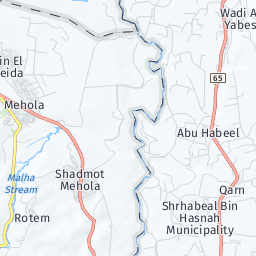 Wadi A
Yabes
in El
eida
65
Mehola
Abu Habeel
Malha
Stream
Shadmot
Mehola
Qarn
Rotem
Shrhabeal Bin
Hasnah
Municipality